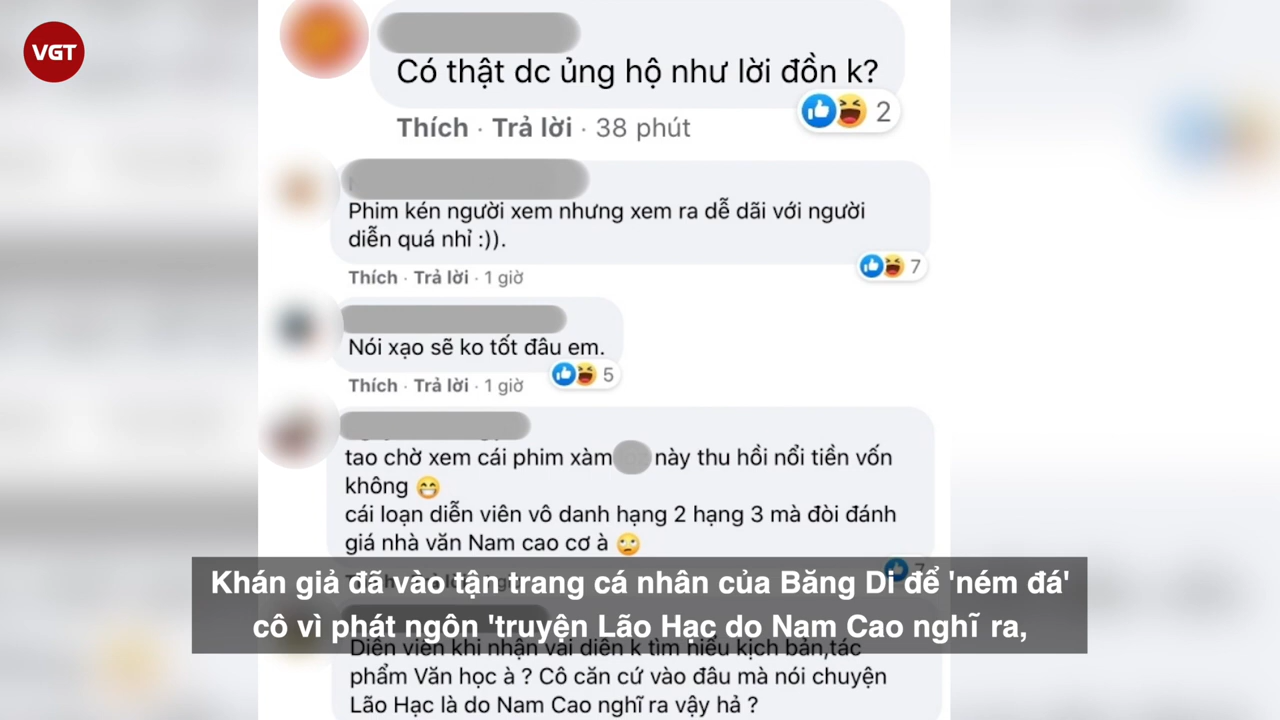 VGT
Có thật dc ủng hộ như lời đồn k?
Thích · Trả lời · 38 phút
2
Phim kén người xem nhưng xem ra dễ dãi với người
diễn quá nhỉ :)).
Thích · Trả lời · 1 giờ
7
Nói xạo sẽ ko tốt đâu em.
Thích · Trả lời · 1 giờ
5
tao chờ xem cái phim xàm này thu hồi nổi tiền vốn
không 😁
cái loại diễn viên vô danh hạng 2 hạng 3 mà đòi đánh
giá nhà văn Nam cao cơ à 🙄
Khán giả đã vào tận trang cá nhân của Băng Di để 'ném đá'
cô vì phát ngôn 'truyện Lão Hạc do Nam Cao nghĩ ra,
Diễn viên khi nhận vai diễn k tìm hiểu kịch bản,tác
phẩm Văn học à ? Cô căn cứ vào đâu mà nói chuyện
Lão Hạc là do Nam Cao nghĩ ra vậy hả ?